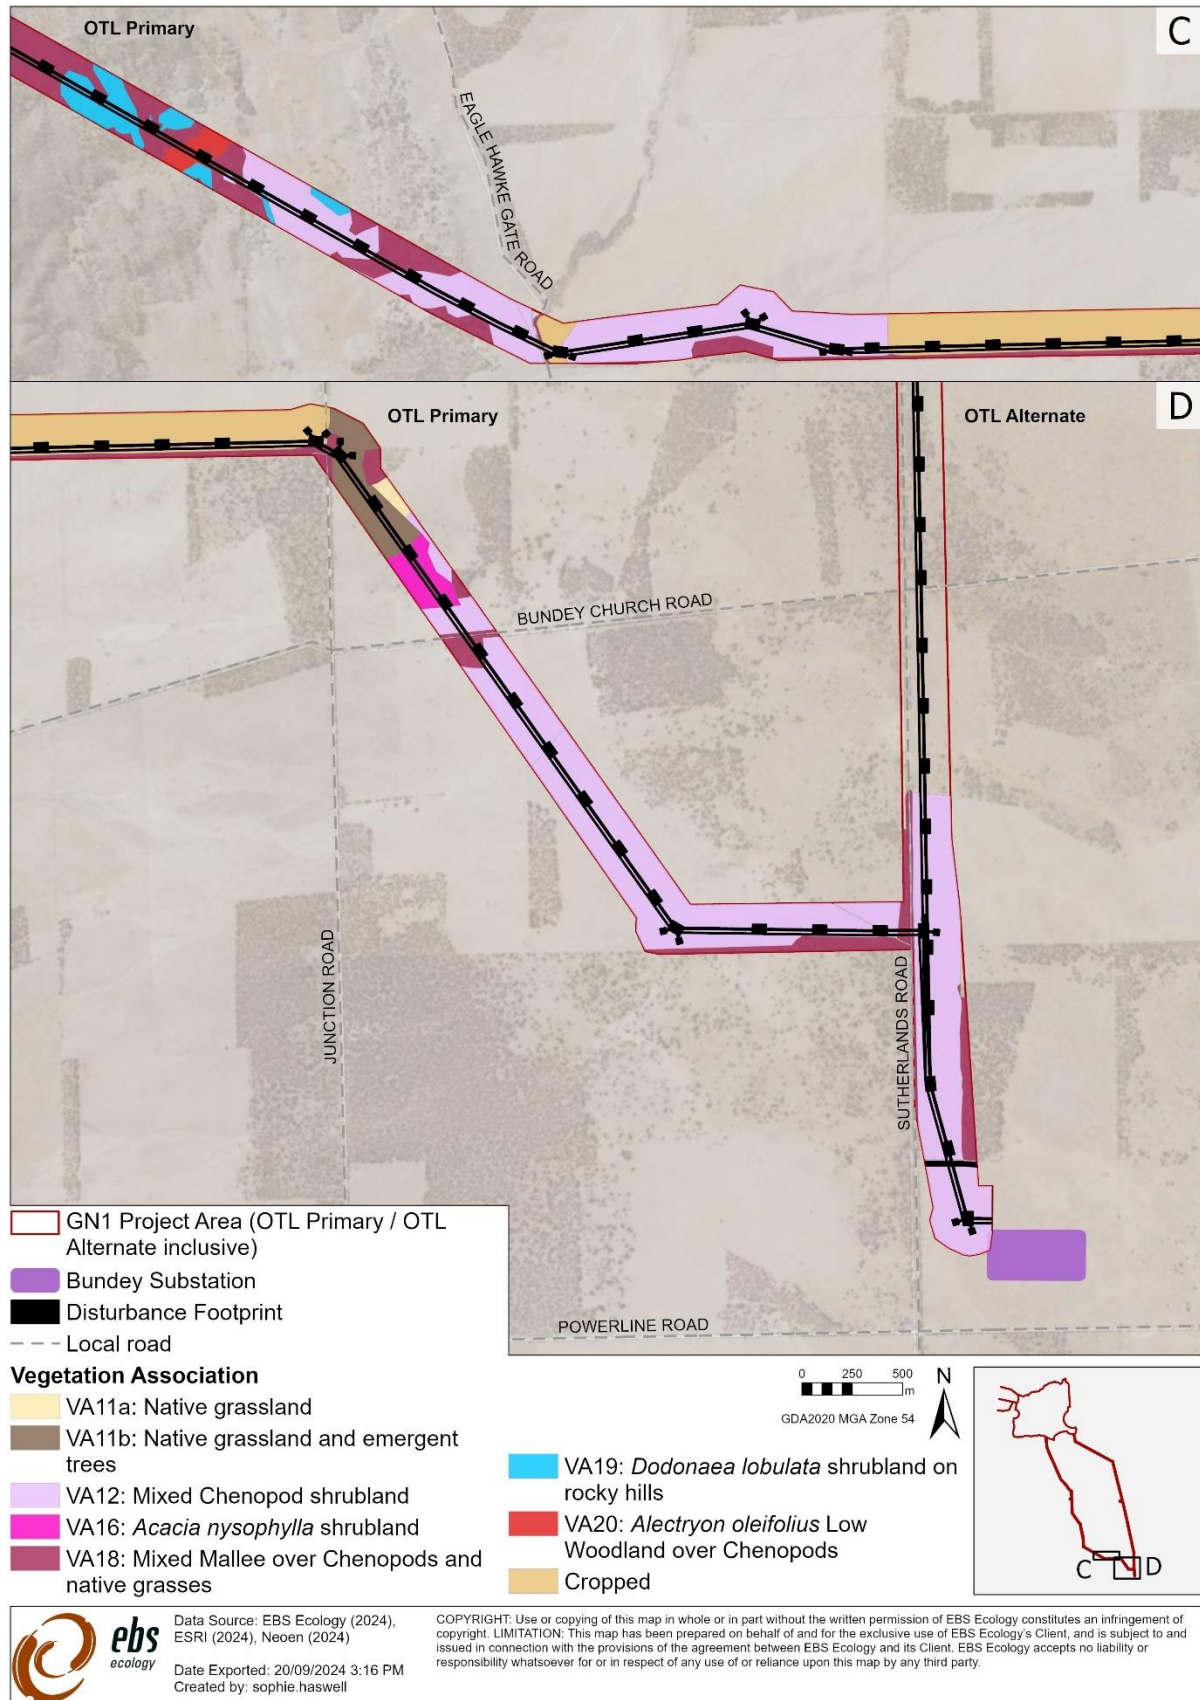 OTL Primary
C
EAGLE HAWKE GATE ROAD
OTL Primary
OTL Alternate
D
BUNDEY CHURCH ROAD
JUNCTION ROAD
SUTHERLANDS ROAD
POWERLINE ROAD
GN1 Project Area (OTL Primary / OTL
Alternate inclusive)
Bundey Substation
Disturbance Footprint
Local road
Vegetation Association
VA11a: Native grassland
VA11b: Native grassland and emergent
trees
VA12: Mixed Chenopod shrubland
VA16: Acacia nysophylla shrubland
VA18: Mixed Mallee over Chenopods and
native grasses
VA19: Dodonaea lobulata shrubland on
rocky hills
VA20: Alectryon oleifolius Low
Woodland over Chenopods
Cropped
0 250 500
m
GDA2020 MGA Zone 54
N
C
D
ebs
ecology
Data Source: EBS Ecology (2024),
ESRI (2024), Neoen (2024)
Date Exported: 20/09/2024 3:16 PM
Created by: sophie.haswell
COPYRIGHT: Use or copying of this map in whole or in part without the written permission of EBS Ecology constitutes an infringement of
copyright. LIMITATION: This map has been prepared on behalf of and for the exclusive use of EBS Ecology's Client, and is subject to and
issued in connection with the provisions of the agreement between EBS Ecology and its Client. EBS Ecology accepts no liability or
responsibility whatsoever for or in respect of any use of or reliance upon this map by any third party.